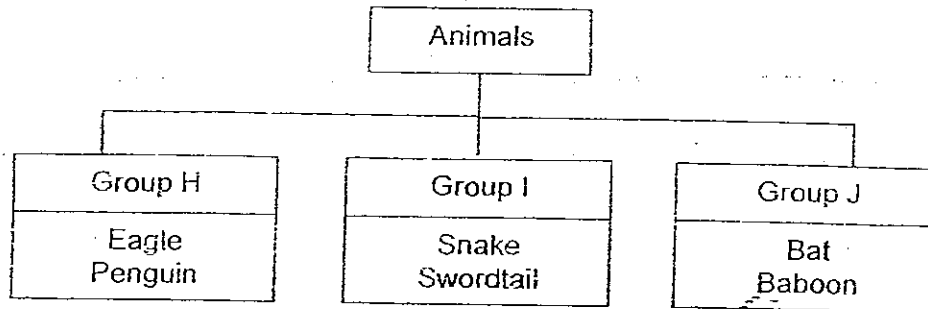 Animals
Group H
Eagle
Penguin
Group I
Snake
Swordtail
Group J
Bat
Baboon